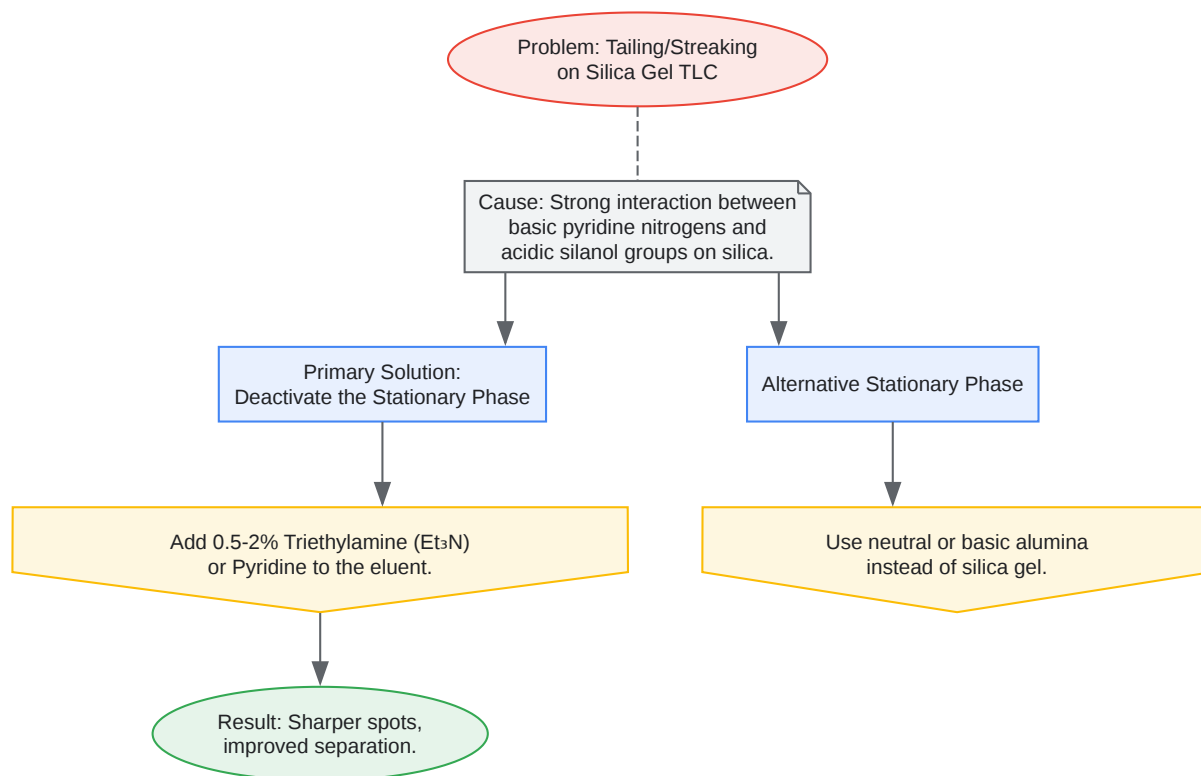 Problem: Tailing/Streaking
on Silica Gel TLC
Cause: Strong interaction between
basic pyridine nitrogens and
acidic silanol groups on silica.
Primary Solution:
Deactivate the Stationary Phase
Alternative Stationary Phase
Add 0.5-2% Triethylamine (Et₃N)
or Pyridine to the eluent.
Use neutral or basic alumina
instead of silica gel.
Result: Sharper spots,
improved separation.